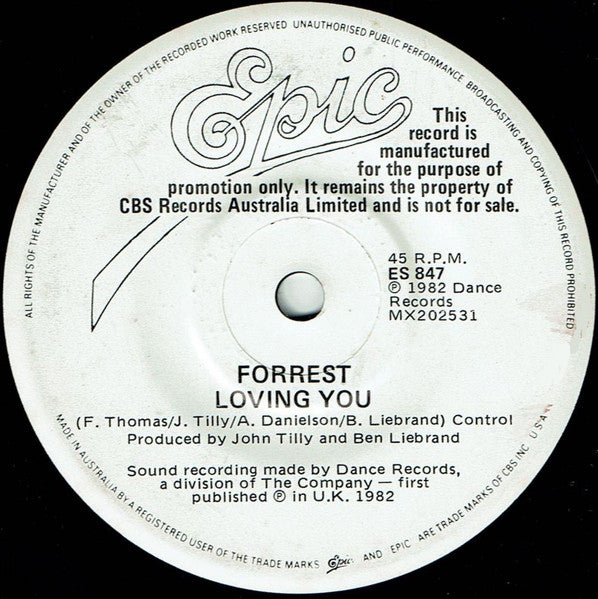 ALL RIGHTS OF THE MANUFACTURER AND OF THE OWNER OF THE RECORDED WORK RESERVED UNAUTHORISED PUBLIC PERFORMANCE BROADCASTING AND COPYING OF THIS RECORD PROHIBITED
Epic
This
record is
manufactured
for the purpose of
promotion only. It remains the property of
CBS Records Australia Limited and is not for sale.
45 R.P.M.
ES 847
℗ 1982 Dance
Records
MX202531
FORREST
LOVING YOU
(F. Thomas/J. Tilly/A. Danielson/B. Liebrand) Control
Produced by John Tilly and Ben Liebrand
Sound recording made by Dance Records,
a division of The Company — first
published ℗ in U.K. 1982
MADE IN AUSTRALIA BY A REGISTERED USER OF THE TRADE MARKS Epic AND EPIC ARE TRADE MARKS OF CBS INC U S A